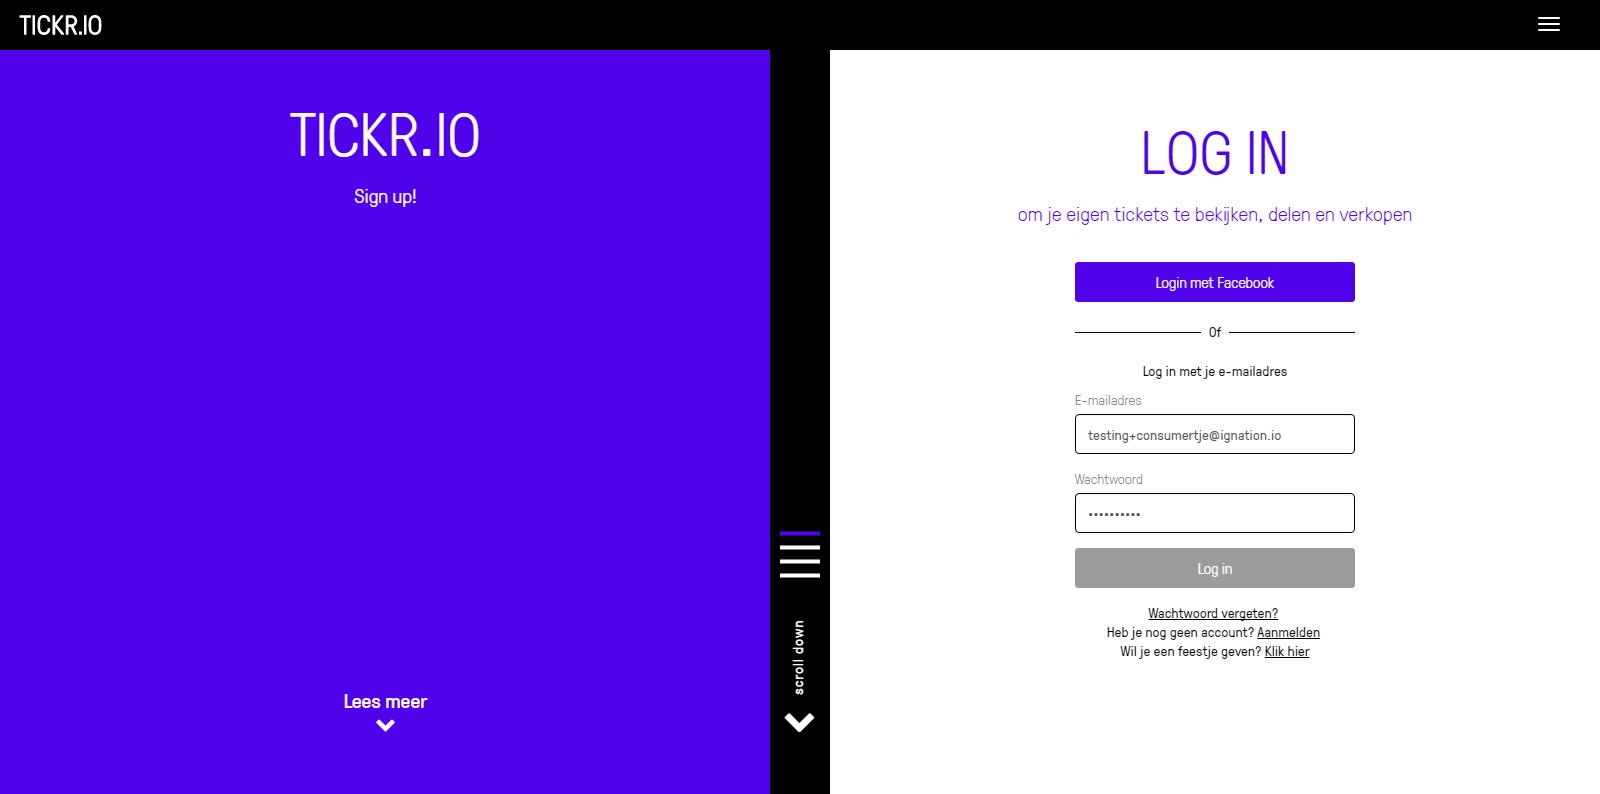 TICKR.IO
TICKR.IO
Sign up!
Lees meer
scroll down
LOG IN
om je eigen tickets te bekijken, delen en verkopen
Login met Facebook
Of
Log in met je e-mailadres
E-mailadres
testing+consumertje@ignation.io
Wachtwoord
••••••••••
Log in
Wachtwoord vergeten?
Heb je nog geen account? Aanmelden
Wil je een feestje geven? Klik hier